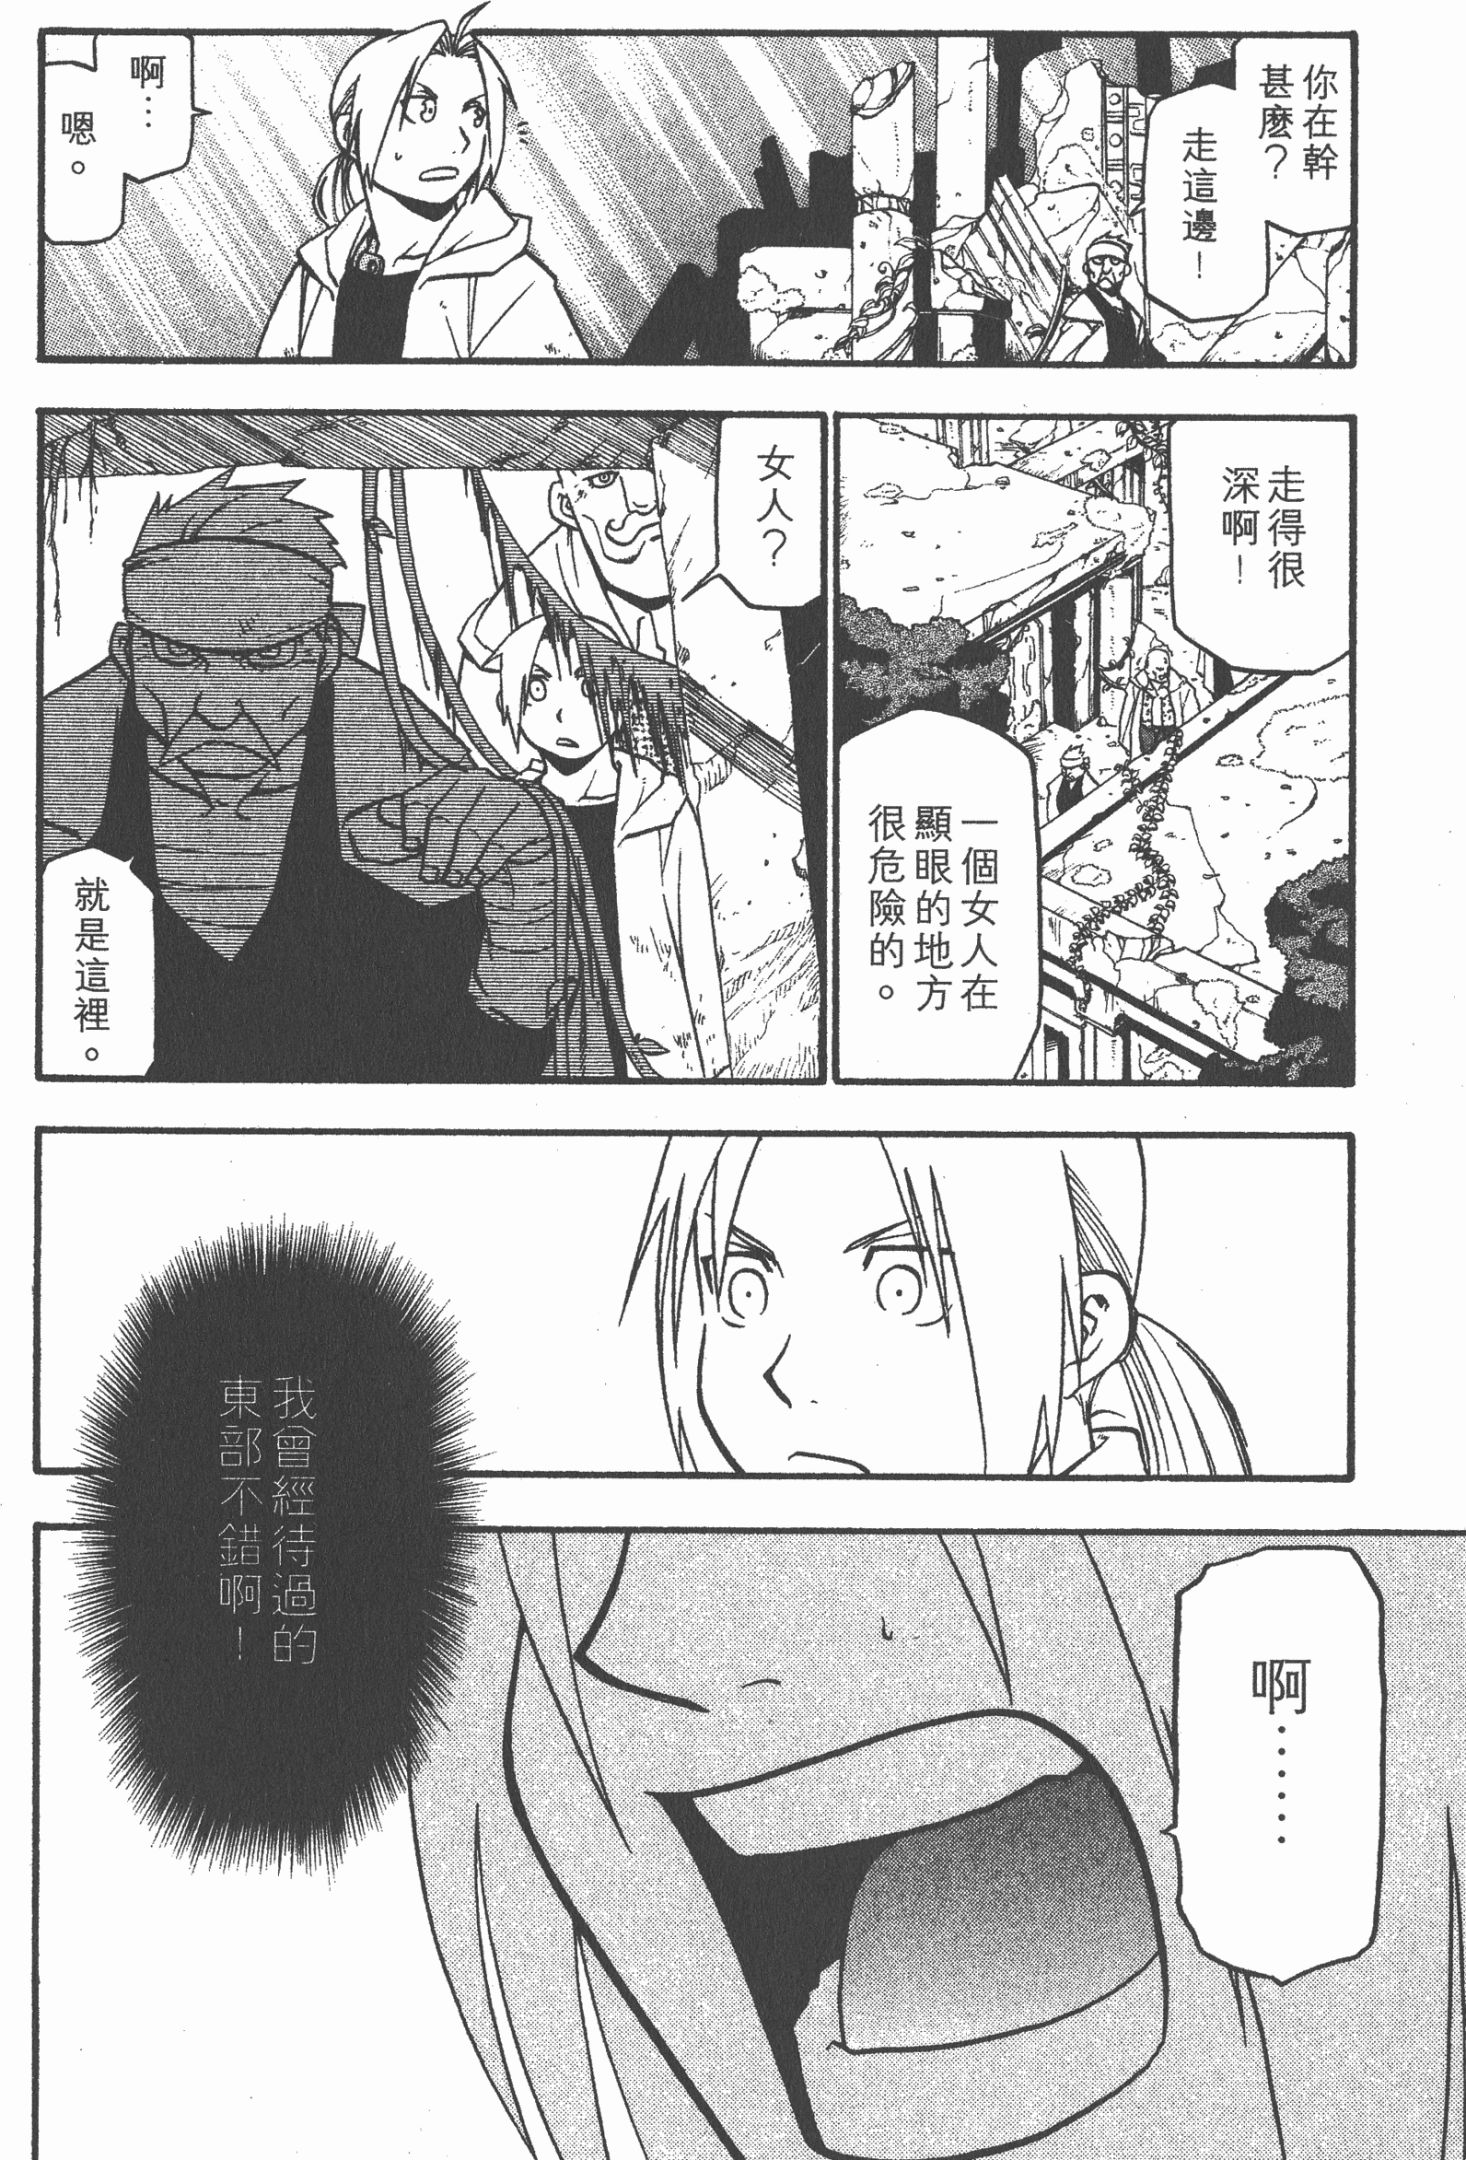 你在幹
甚麼？
走這邊！
啊…
嗯。
走得很
深啊！
一個女人在
顯眼的地方
很危險的。
女人？
就是這裡。
我曾經待過的
東部不錯啊！
啊……